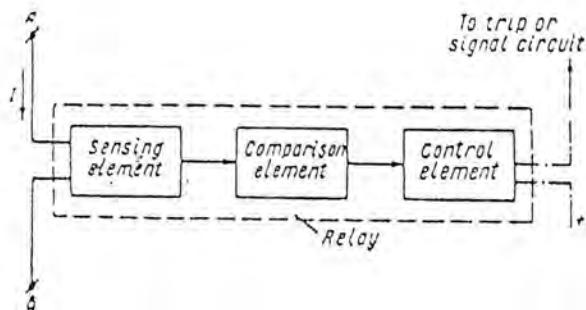 To trip or
signal circuit
I
Sensing
element
Comparison
element
Control
element
+
Relay